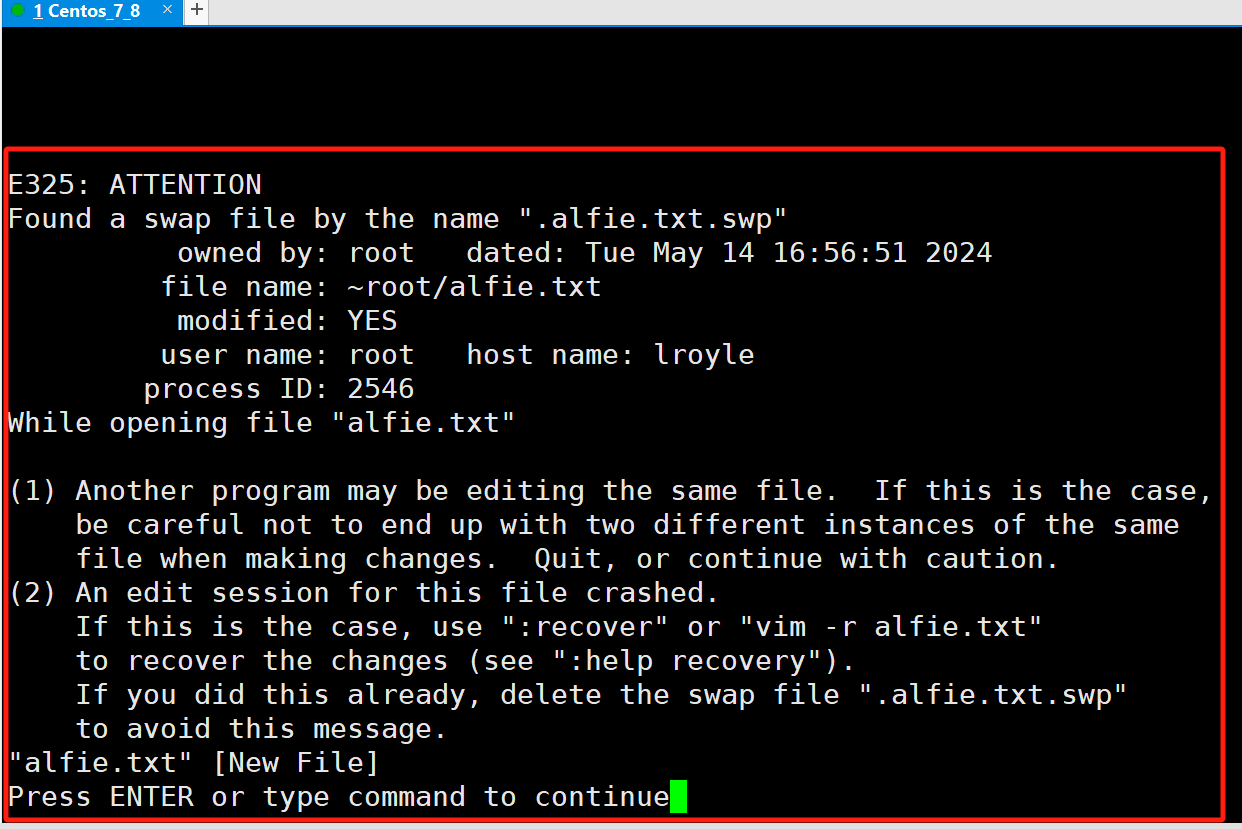 1 Centos_7_8 × +
E325: ATTENTION
Found a swap file by the name ".alfie.txt.swp"
owned by: root dated: Tue May 14 16:56:51 2024
file name: ~root/alfie.txt
modified: YES
user name: root host name: lroyle
process ID: 2546
While opening file "alfie.txt"
(1) Another program may be editing the same file. If this is the case,
be careful not to end up with two different instances of the same
file when making changes. Quit, or continue with caution.
(2) An edit session for this file crashed.
If this is the case, use ":recover" or "vim -r alfie.txt"
to recover the changes (see ":help recovery").
If you did this already, delete the swap file ".alfie.txt.swp"
to avoid this message.
"alfie.txt" [New File]
Press ENTER or type command to continue